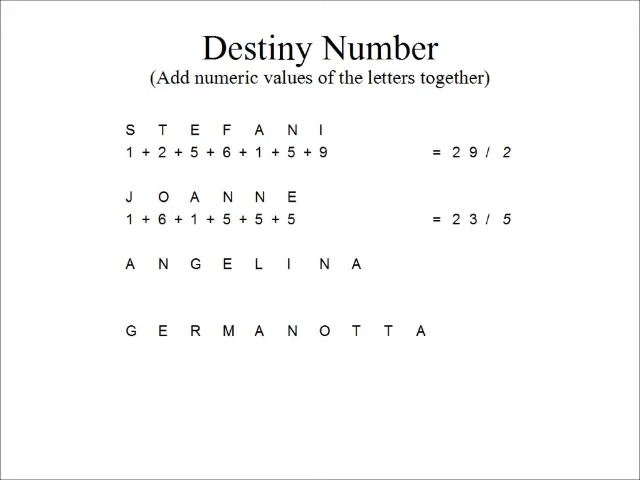 Destiny Number
(Add numeric values of the letters together)
S T E F A N I
1 + 2 + 5 + 6 + 1 + 5 + 9 = 2 9 / 2
J O A N N E
1 + 6 + 1 + 5 + 5 + 5 = 2 3 / 5
A N G E L I N A
G E R M A N O T T A